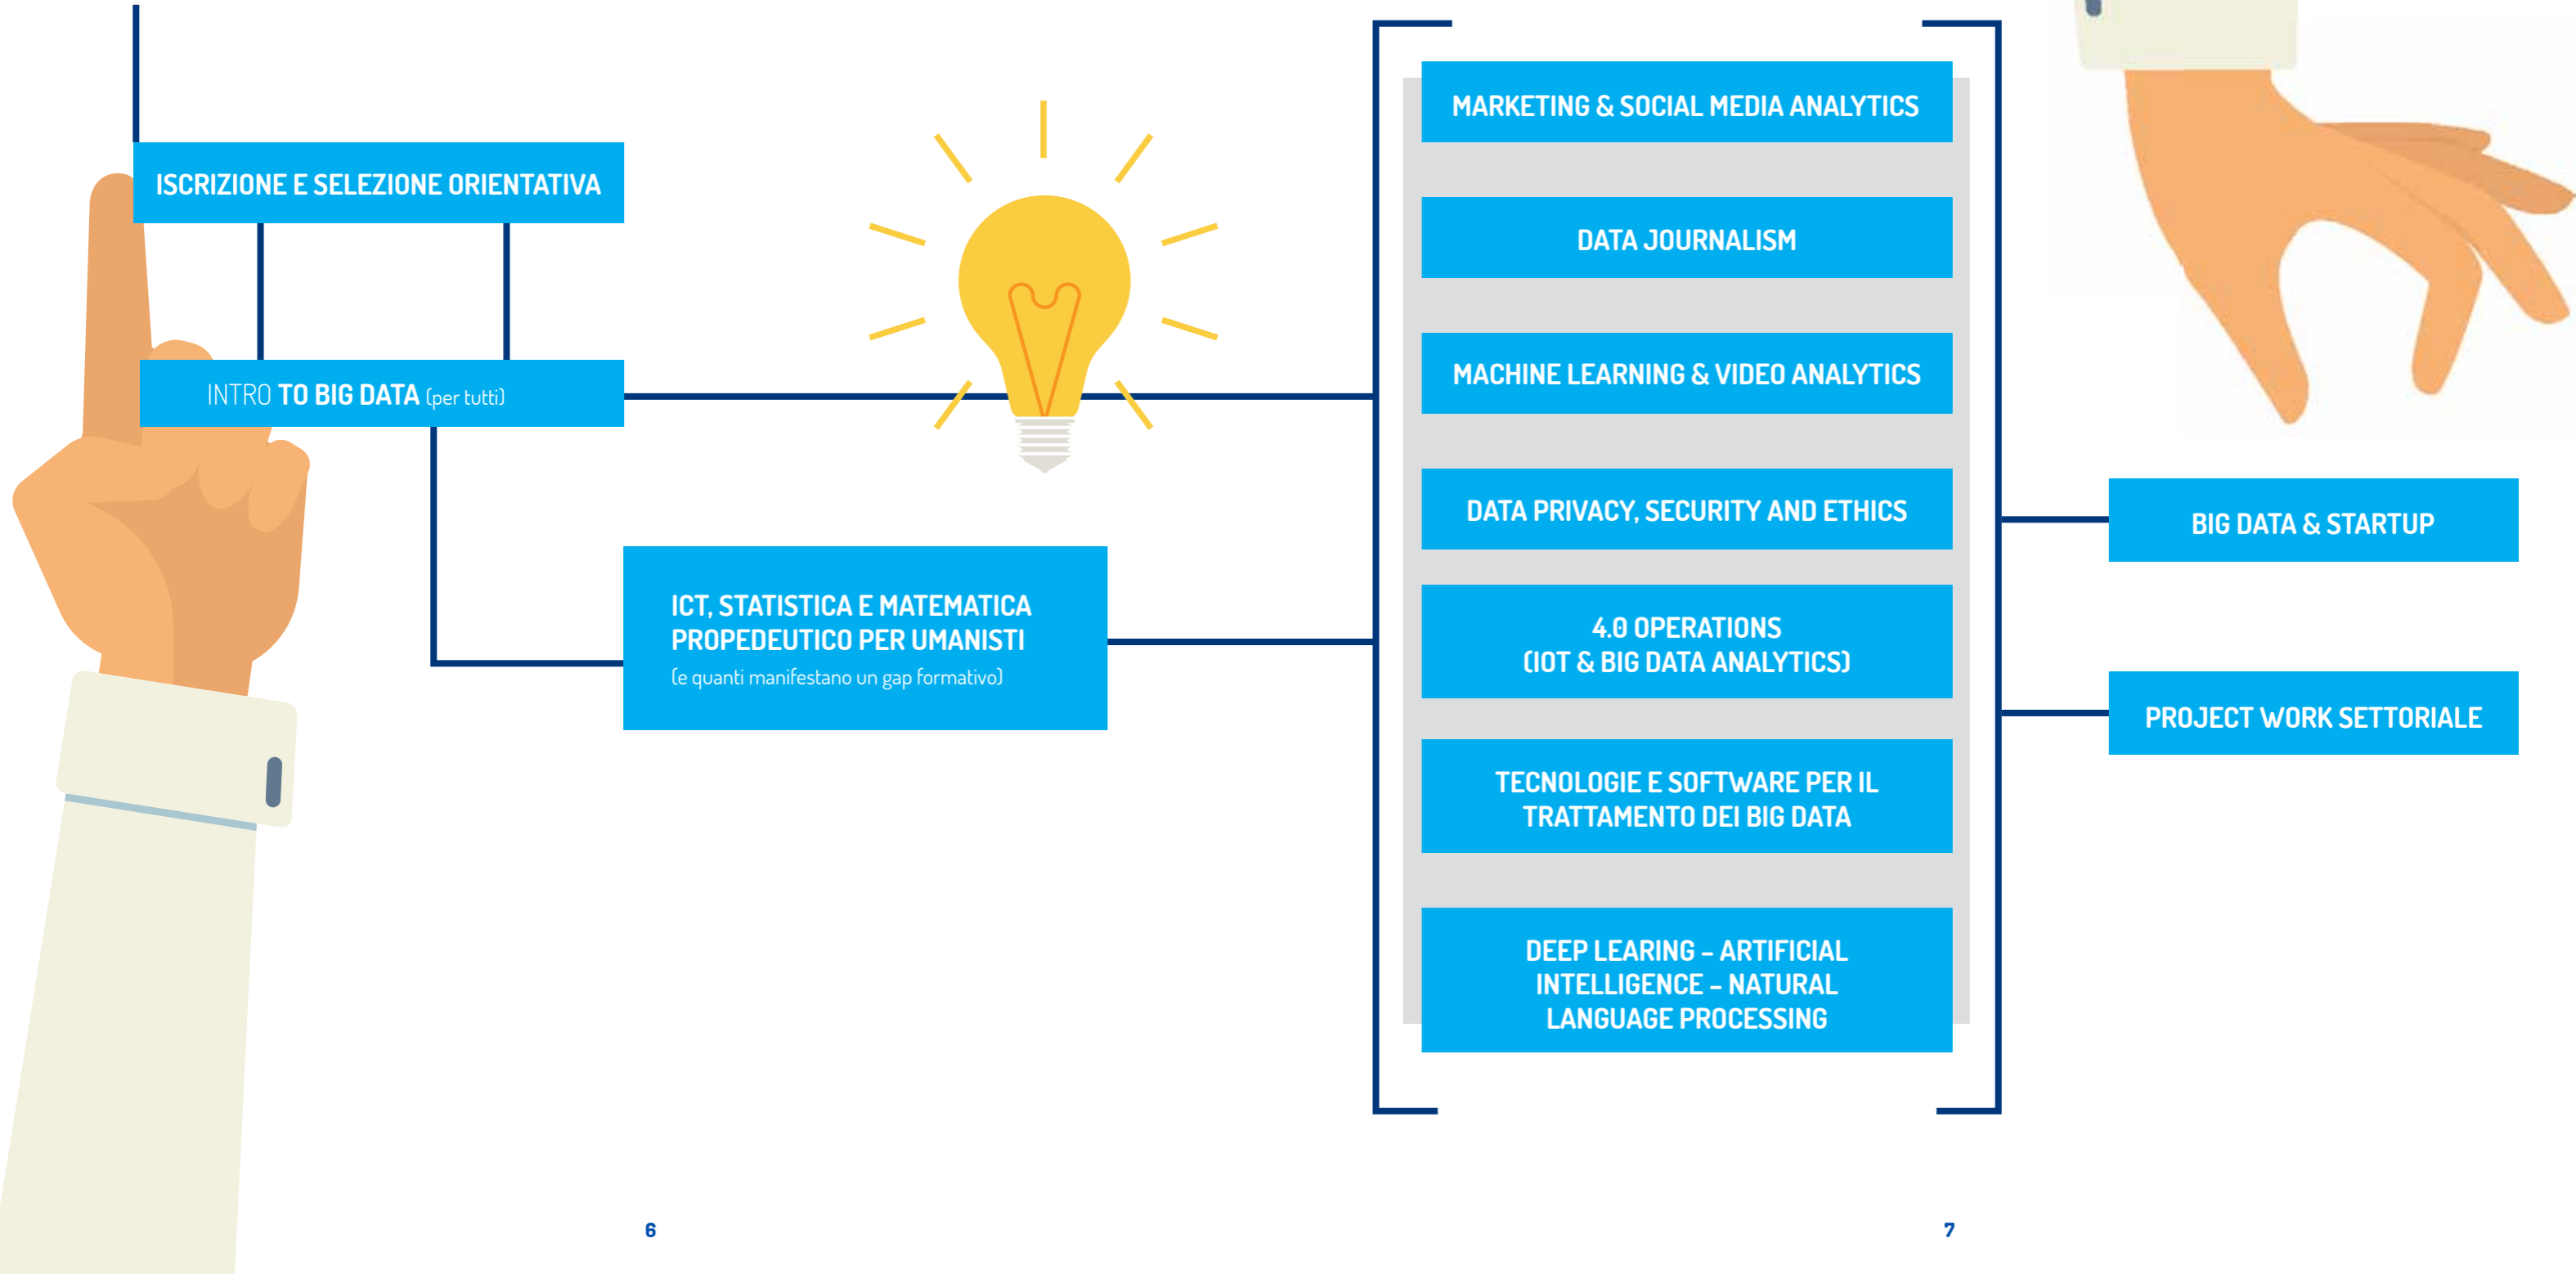 ISCRIZIONE E SELEZIONE ORIENTATIVA
INTRO TO BIG DATA (per tutti)
ICT, STATISTICA E MATEMATICA
PROPEDEUTICO PER UMANISTI
(e quanti manifestano un gap formativo)
6
MARKETING & SOCIAL MEDIA ANALYTICS
DATA JOURNALISM
MACHINE LEARNING & VIDEO ANALYTICS
DATA PRIVACY, SECURITY AND ETHICS
4.0 OPERATIONS
(IOT & BIG DATA ANALYTICS)
TECNOLOGIE E SOFTWARE PER IL
TRATTAMENTO DEI BIG DATA
DEEP LEARING – ARTIFICIAL
INTELLIGENCE – NATURAL
LANGUAGE PROCESSING
BIG DATA & STARTUP
PROJECT WORK SETTORIALE
7